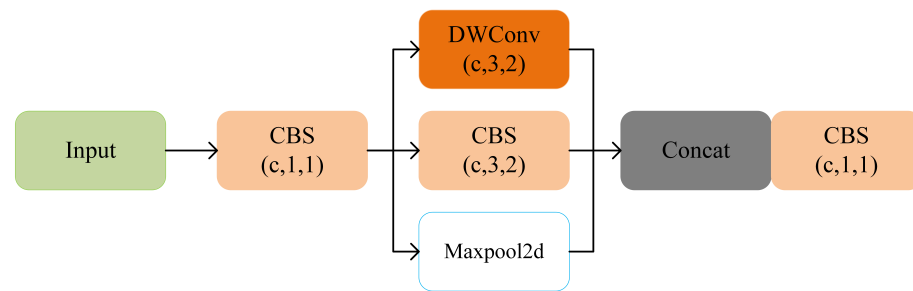 Input
CBS
(c,1,1)
DWConv
(c,3,2)
CBS
(c,3,2)
Maxpool2d
Concat
CBS
(c,1,1)